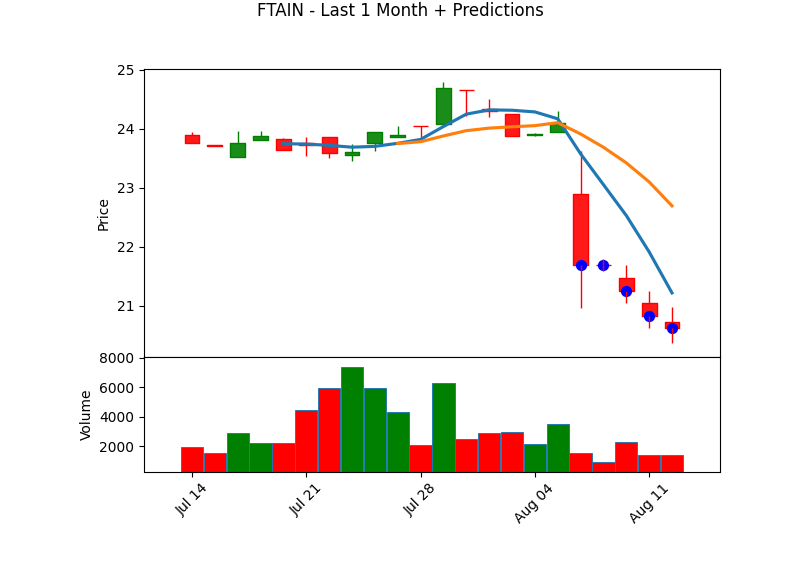 FTAIN - Last 1 Month + Predictions
25
24
23
22
21
Price
8000
6000
4000
2000
Volume
Jul 14
Jul 21
Jul 28
Aug 04
Aug 11